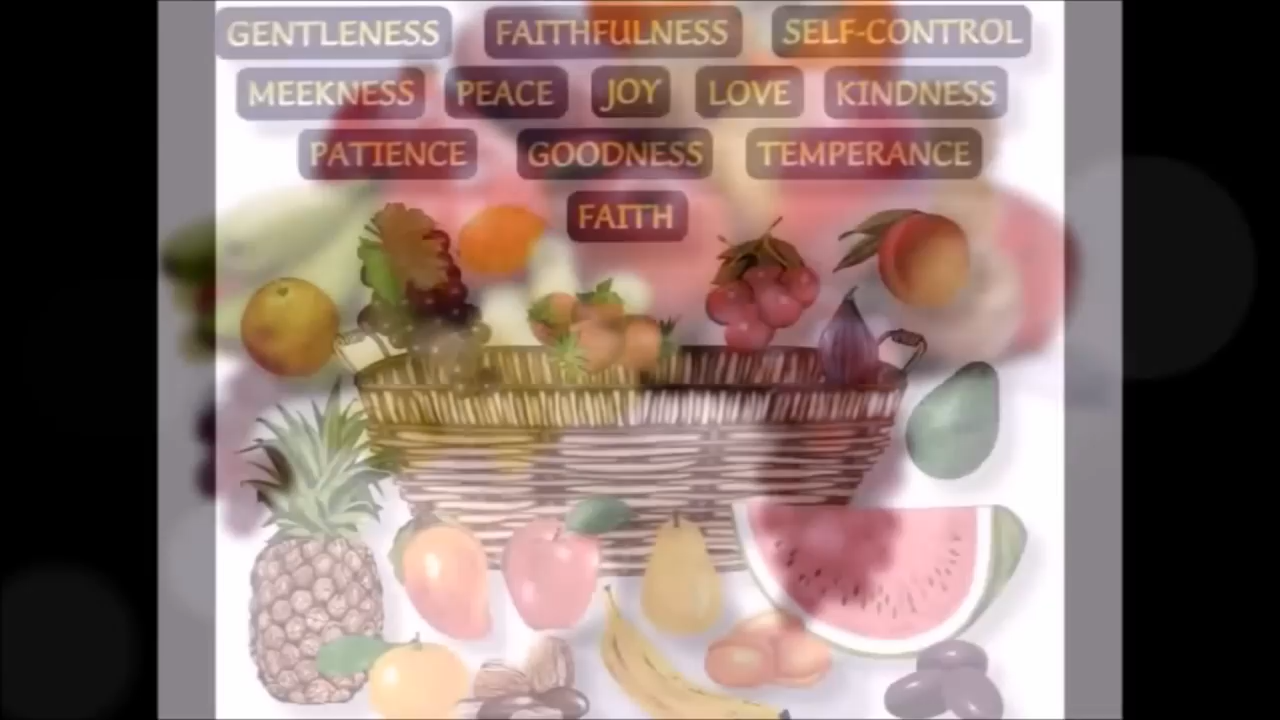 GENTLENESS FAITHFULNESS SELF-CONTROL
MEEKNESS PEACE JOY LOVE KINDNESS
PATIENCE GOODNESS TEMPERANCE
FAITH